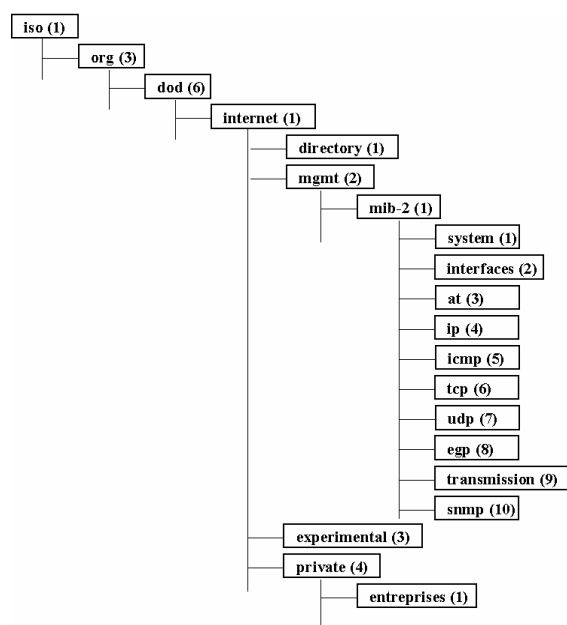 iso (1)
org (3)
dod (6)
internet (1)
directory (1)
mgmt (2)
mib-2 (1)
system (1)
interfaces (2)
at (3)
ip (4)
icmp (5)
tcp (6)
udp (7)
egp (8)
transmission (9)
snmp (10)
experimental (3)
private (4)
entreprises (1)